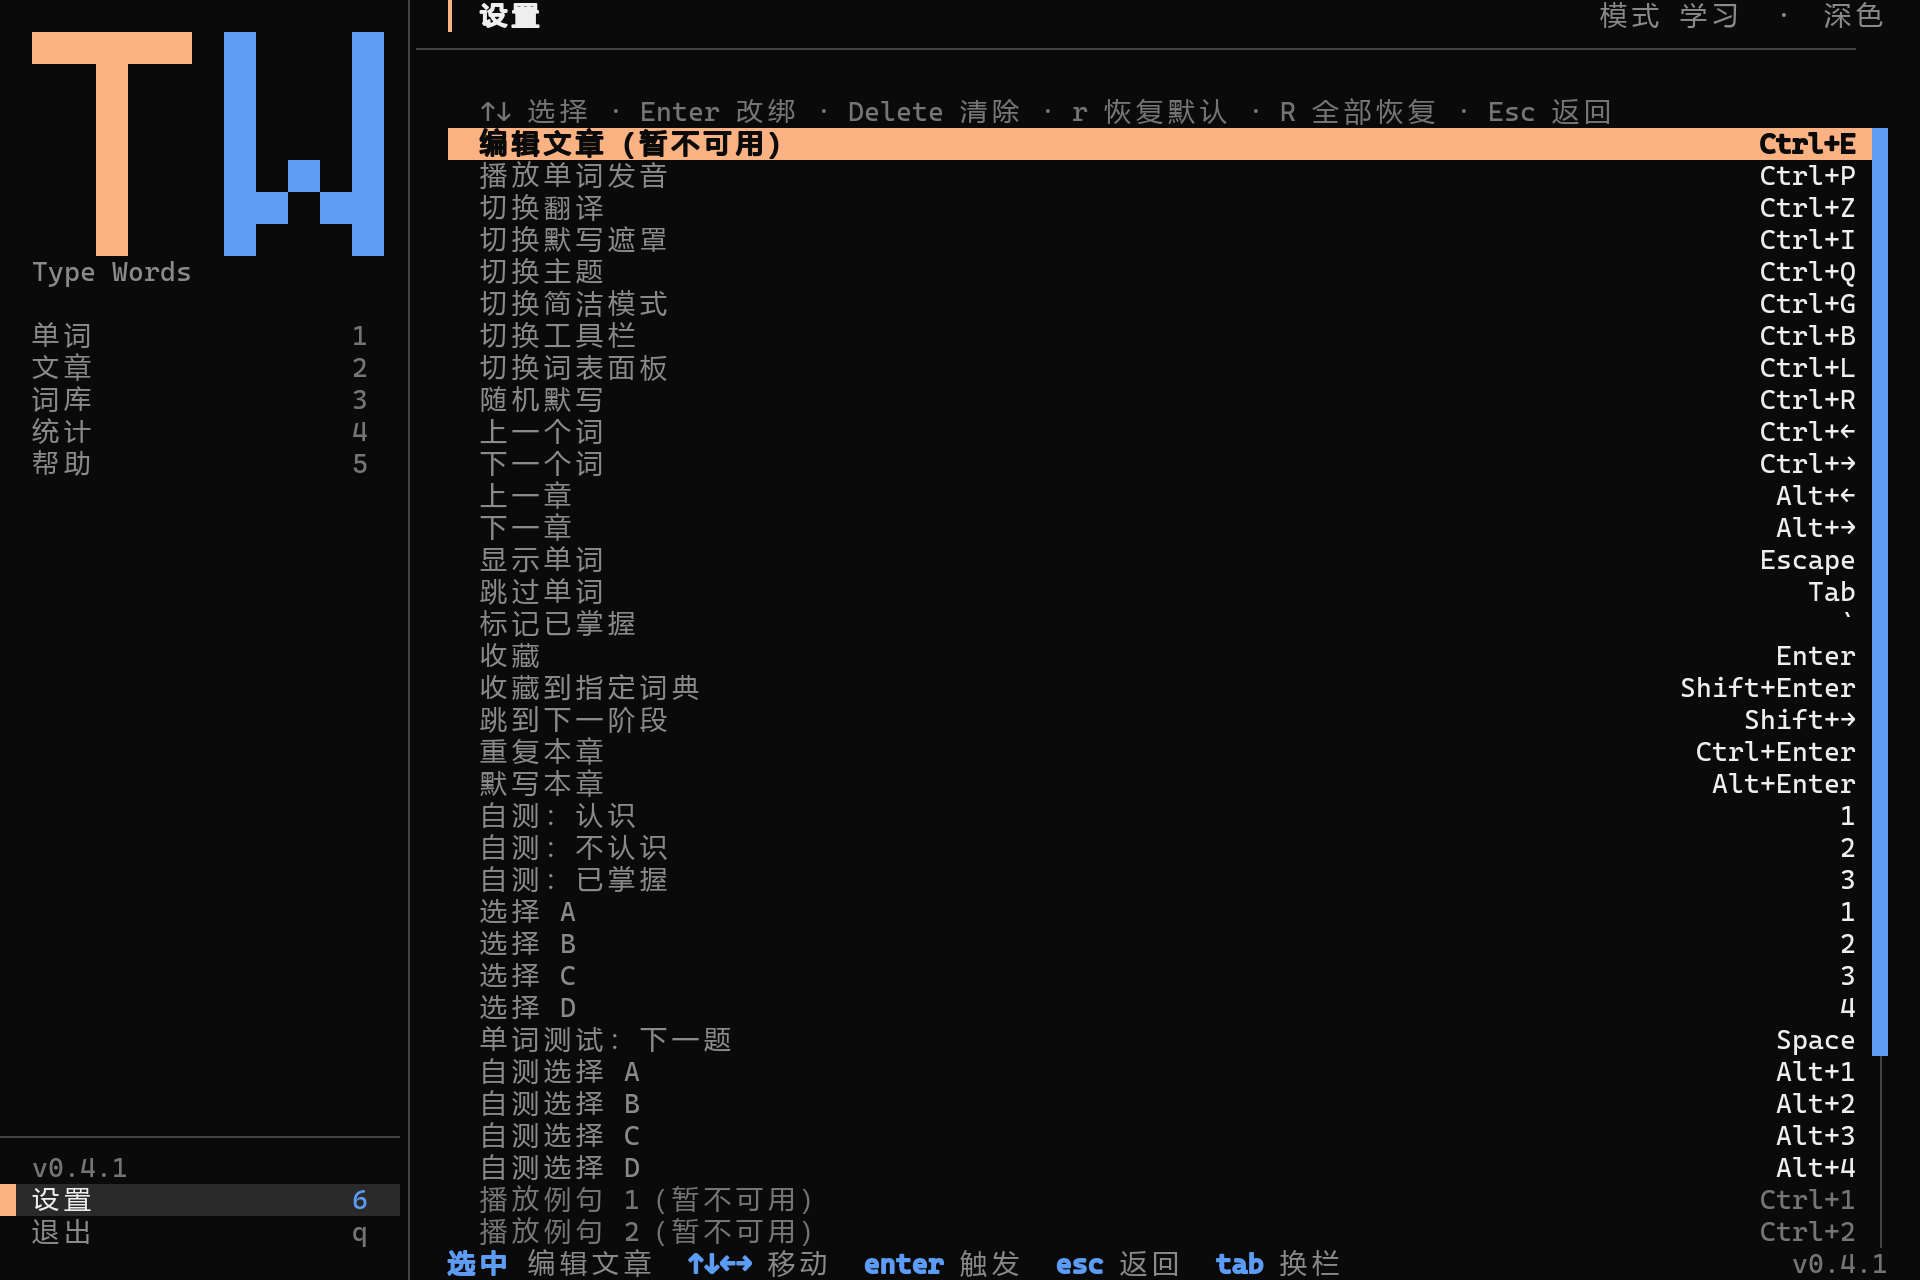 TW
Type Words
单词 1
文章 2
词库 3
统计 4
帮助 5
v0.4.1
设置 6
退出 q
设置 模式 学习 · 深色
↑↓ 选择 · Enter 改绑 · Delete 清除 · r 恢复默认 · R 全部恢复 · Esc 返回
编辑文章 (暂不可用) Ctrl+E
播放单词发音 Ctrl+P
切换翻译 Ctrl+Z
切换默写遮罩 Ctrl+I
切换主题 Ctrl+Q
切换简洁模式 Ctrl+G
切换工具栏 Ctrl+B
切换词表面板 Ctrl+L
随机默写 Ctrl+R
上一个词 Ctrl+←
下一个词 Ctrl+→
上一章 Alt+←
下一章 Alt+→
显示单词 Escape
跳过单词 Tab
标记已掌握 `
收藏 Enter
收藏到指定词典 Shift+Enter
跳到下一阶段 Shift+→
重复本章 Ctrl+Enter
默写本章 Alt+Enter
自测: 认识 1
自测: 不认识 2
自测: 已掌握 3
选择 A 1
选择 B 2
选择 C 3
选择 D 4
单词测试: 下一题 Space
自测选择 A Alt+1
自测选择 B Alt+2
自测选择 C Alt+3
自测选择 D Alt+4
播放例句 1 (暂不可用) Ctrl+1
播放例句 2 (暂不可用) Ctrl+2
选中 编辑文章 ↑↓←→ 移动 enter 触发 esc 返回 tab 换栏 v0.4.1